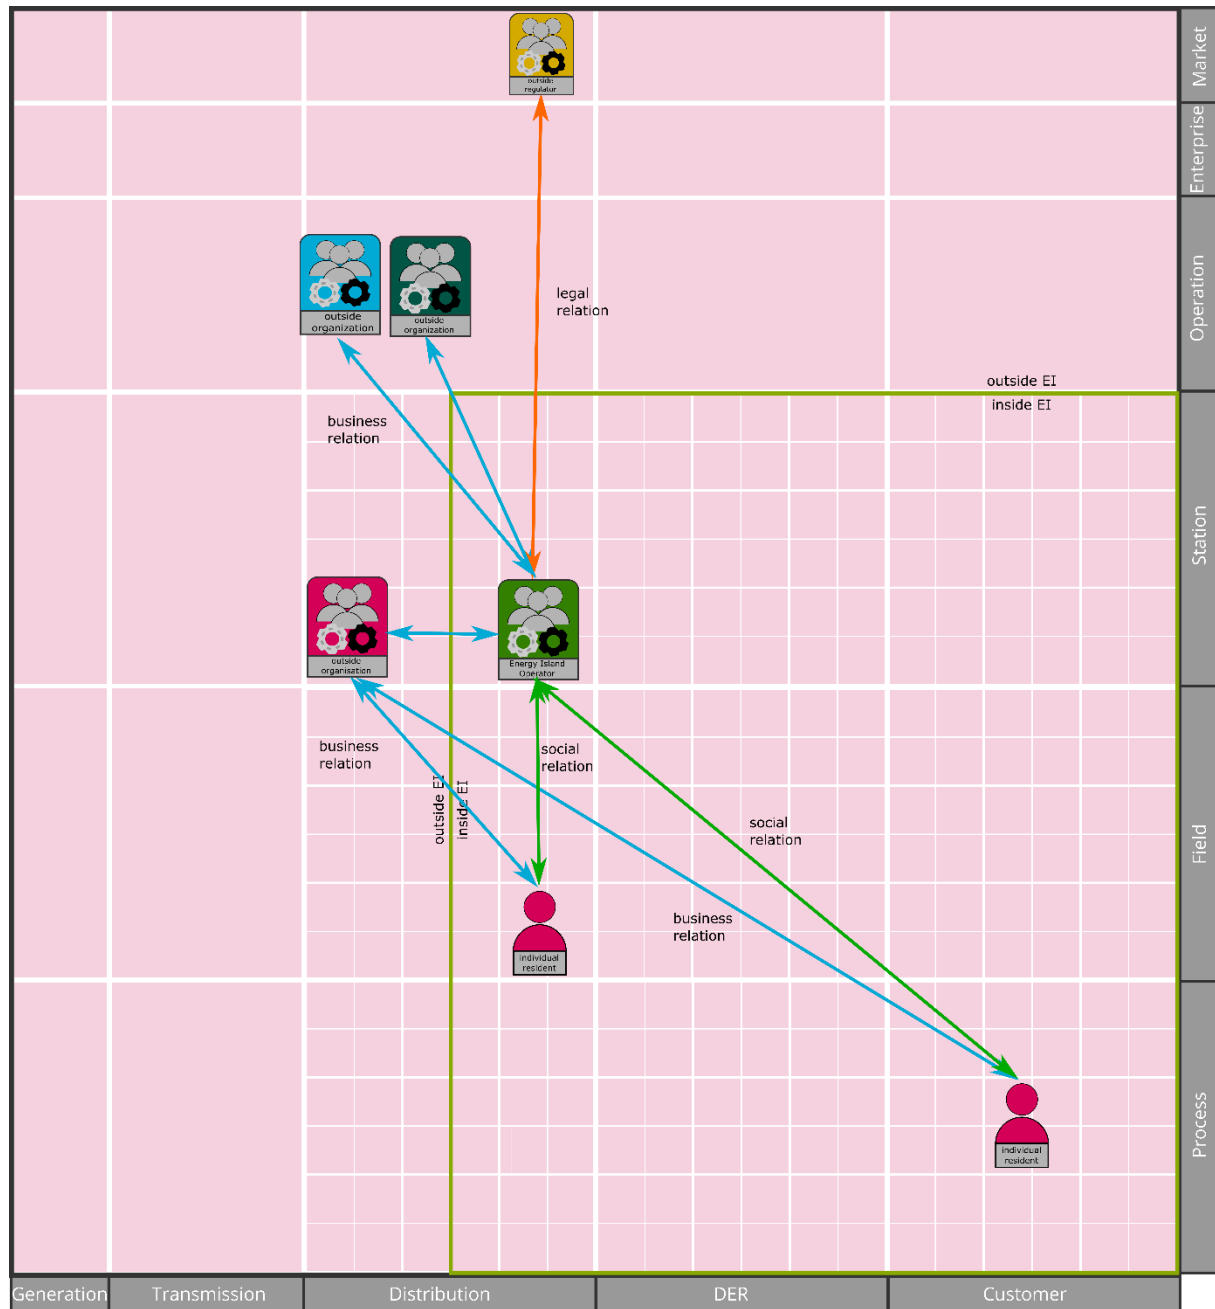 Market
outside
regulator
Enterprise
Operation
outside
organization
outside
organization
legal
relation
outside EI
inside EI
business
relation
Station
outside
organisation
Energy Island
Operator
business
relation
social
relation
outside EI
inside EI
social
relation
Field
business
relation
individual
resident
individual
resident
Process
Generation
Transmission
Distribution
DER
Customer